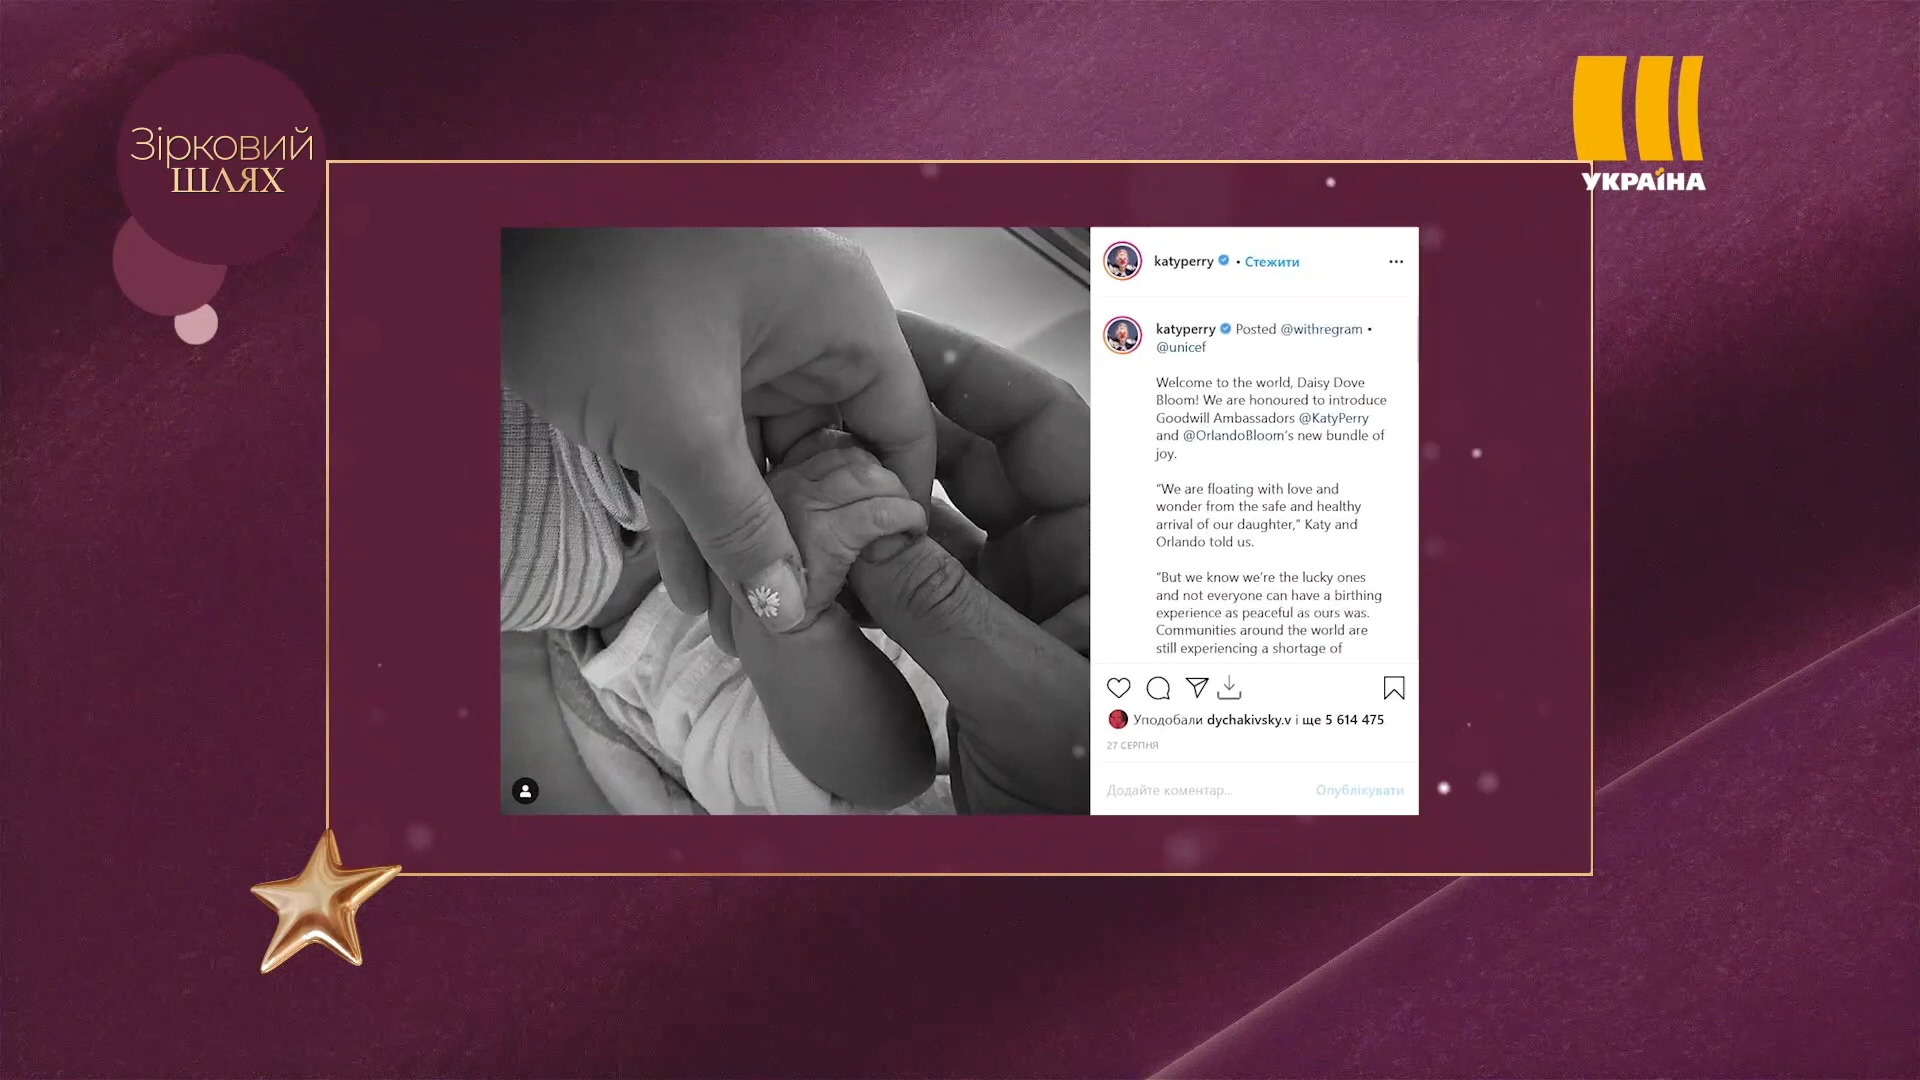 Зірковий
ШЛЯХ
УКРАЇНА
katyperry • Стежити
katyperry Posted @withregram •
@unicef
Welcome to the world, Daisy Dove
Bloom! We are honoured to introduce
Goodwill Ambassadors @KatyPerry
and @OrlandoBloom’s new bundle of
joy.
“We are floating with love and
wonder from the safe and healthy
arrival of our daughter,” Katy and
Orlando told us.
“But we know we’re the lucky ones
and not everyone can have a birthing
experience as peaceful as ours was.
Communities around the world are
still experiencing a shortage of
Уподобали dychakivsky.v і ще 5 614 475
27 СЕРПНЯ
Додайте коментар...
Опублікувати